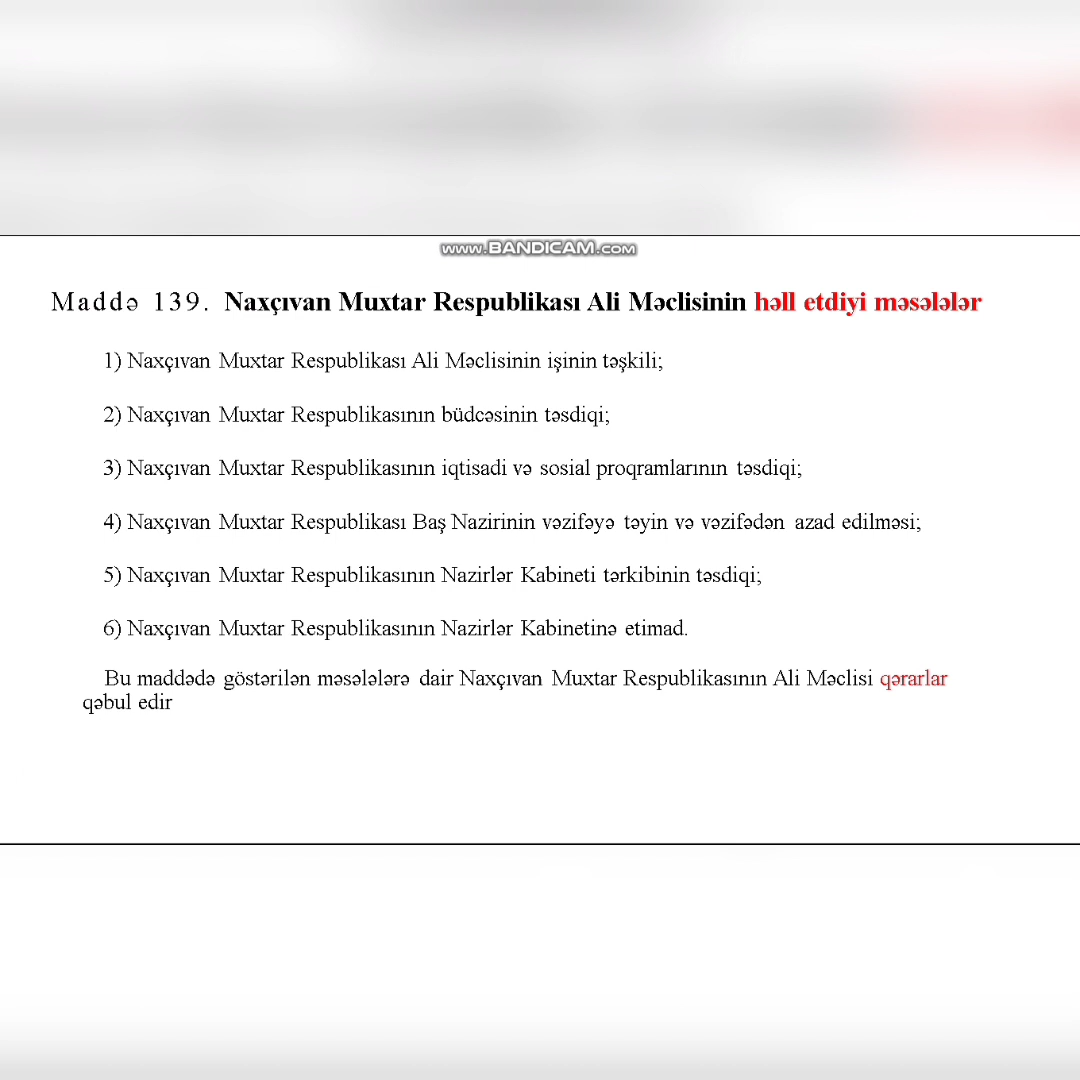 www.BANDICAM.com
Maddə 139. Naxçıvan Muxtar Respublikası Ali Məclisinin həll etdiyi məsələlər
1) Naxçıvan Muxtar Respublikası Ali Məclisinin işinin təşkili;
2) Naxçıvan Muxtar Respublikasının büdcəsinin təsdiqi;
3) Naxçıvan Muxtar Respublikasının iqtisadi və sosial proqramlarının təsdiqi;
4) Naxçıvan Muxtar Respublikası Baş Nazirinin vəzifəyə təyin və vəzifədən azad edilməsi;
5) Naxçıvan Muxtar Respublikasının Nazirlər Kabineti tərkibinin təsdiqi;
6) Naxçıvan Muxtar Respublikasının Nazirlər Kabinetinə etimad.
Bu maddədə göstərilən məsələlərə dair Naxçıvan Muxtar Respublikasının Ali Məclisi qərarlar
qəbul edir